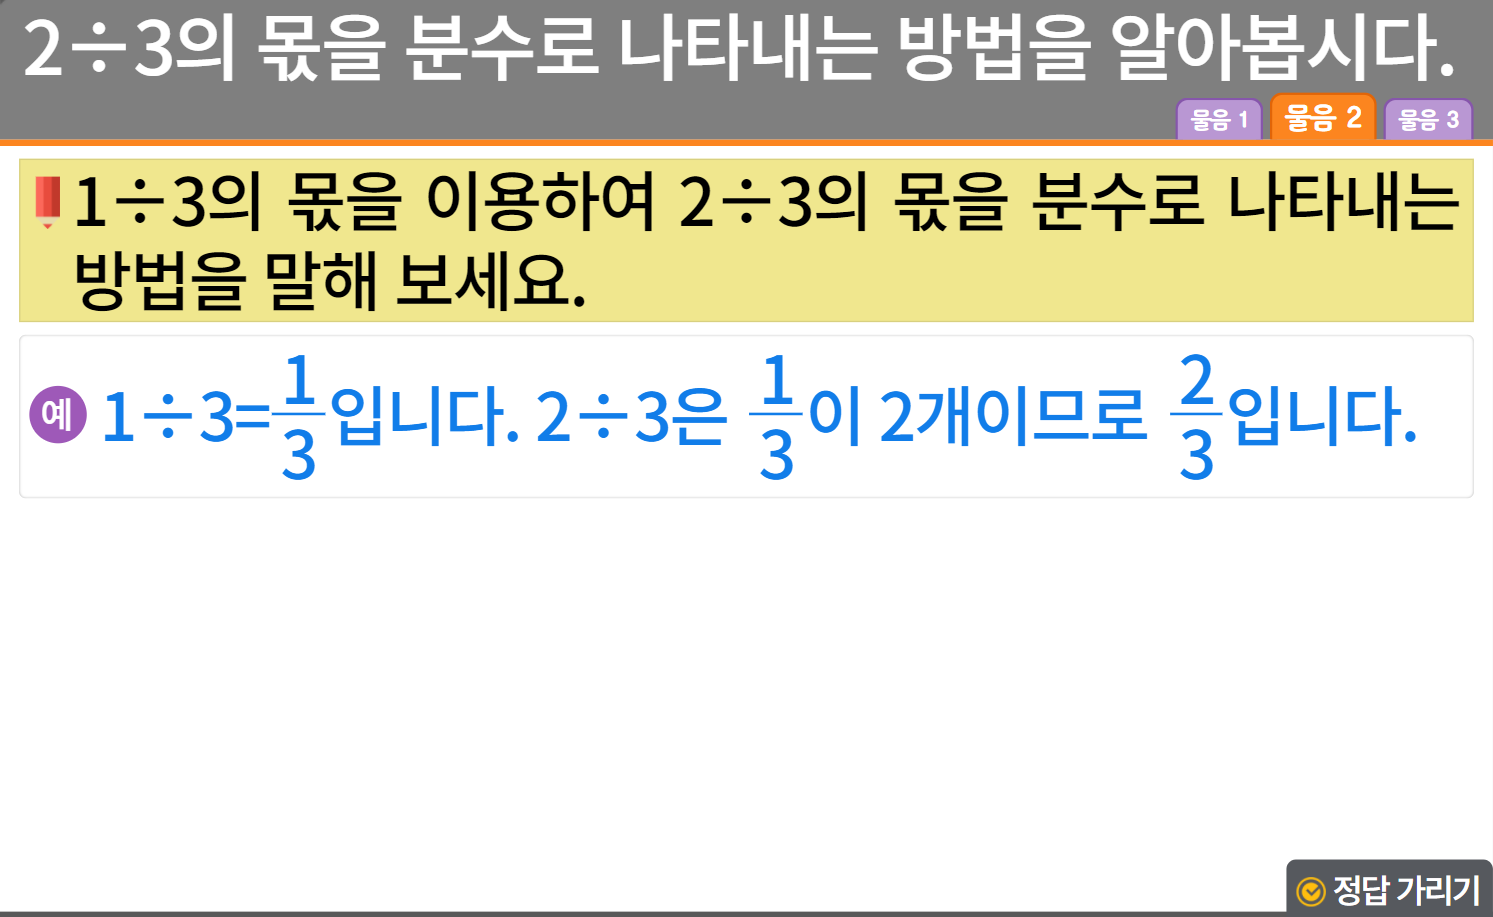 2÷3의 몫을 분수로 나타내는 방법을 알아봅시다.
물음 1 물음 2 물음 3
1÷3의 몫을 이용하여 2÷3의 몫을 분수로 나타내는
방법을 말해 보세요.
예 1÷3=1/3입니다. 2÷3은 1/3이 2개이므로 2/3입니다.
정답 가리기